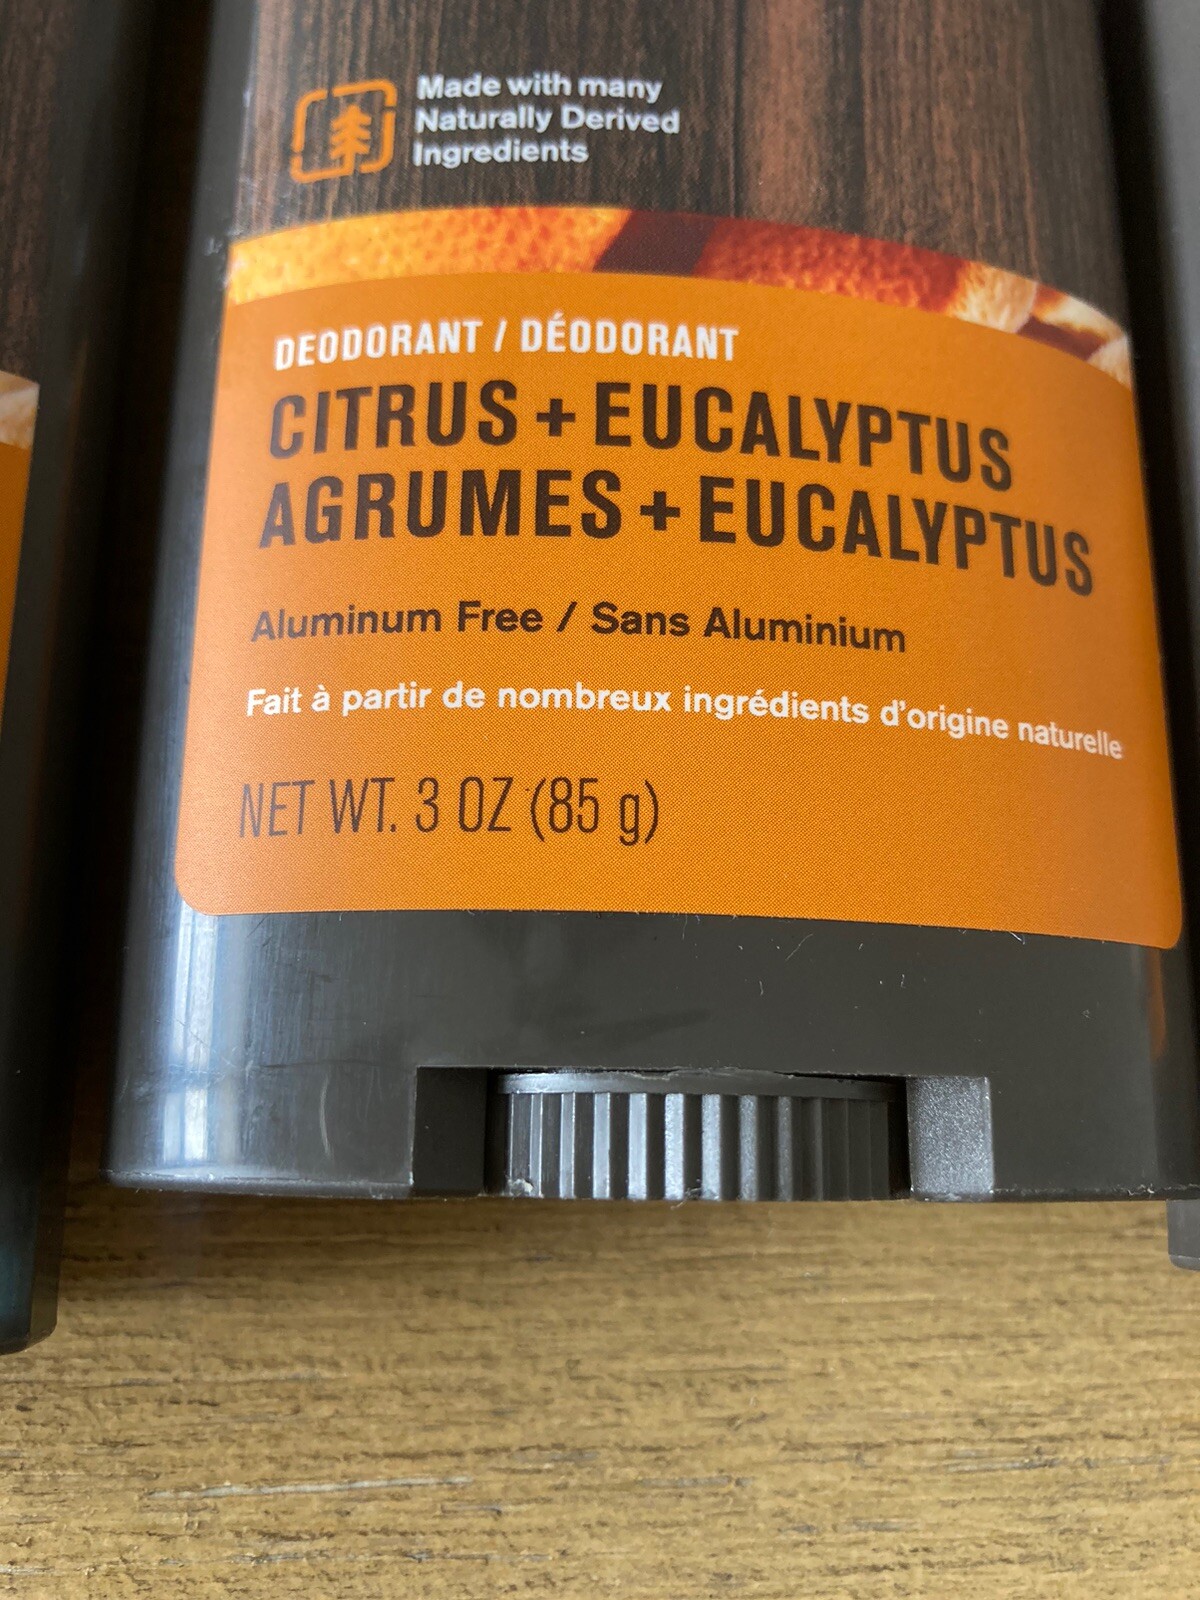 Made with many
Naturally Derived
Ingredients
DEODORANT / DÉODORANT
CITRUS + EUCALYPTUS
AGRUMES + EUCALYPTUS
Aluminum Free / Sans Aluminium
Fait à partir de nombreux ingrédients d'origine naturelle
NET WT. 3 OZ (85 g)